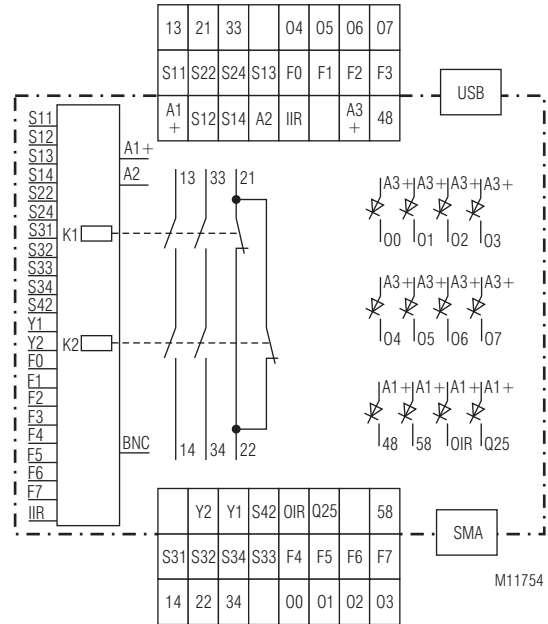 13 21 33 04 05 06 07
S11 S22 S24 S13 F0 F1 F2 F3
A1 + S12 S14 A2 IIR A3 + 48
USB
S11
S12
S13
S14
S22
S24
S31
S32
S33
S34
S42
Y1
Y2
F0
F1
F2
F3
F4
F5
F6
F7
IIR
A1+
A2
K1
K2
BNC
13 33 21
14 34 22
A3+ A3+ A3+ A3+
00 01 02 03
A3+ A3+ A3+ A3+
04 05 06 07
A1+ A1+ A1+ A1+
48 58 0IR Q25
Y2 Y1 S42 0IR Q25 58
S31 S32 S34 S33 F4 F5 F6 F7
14 22 34 00 01 02 03
SMA
M11754